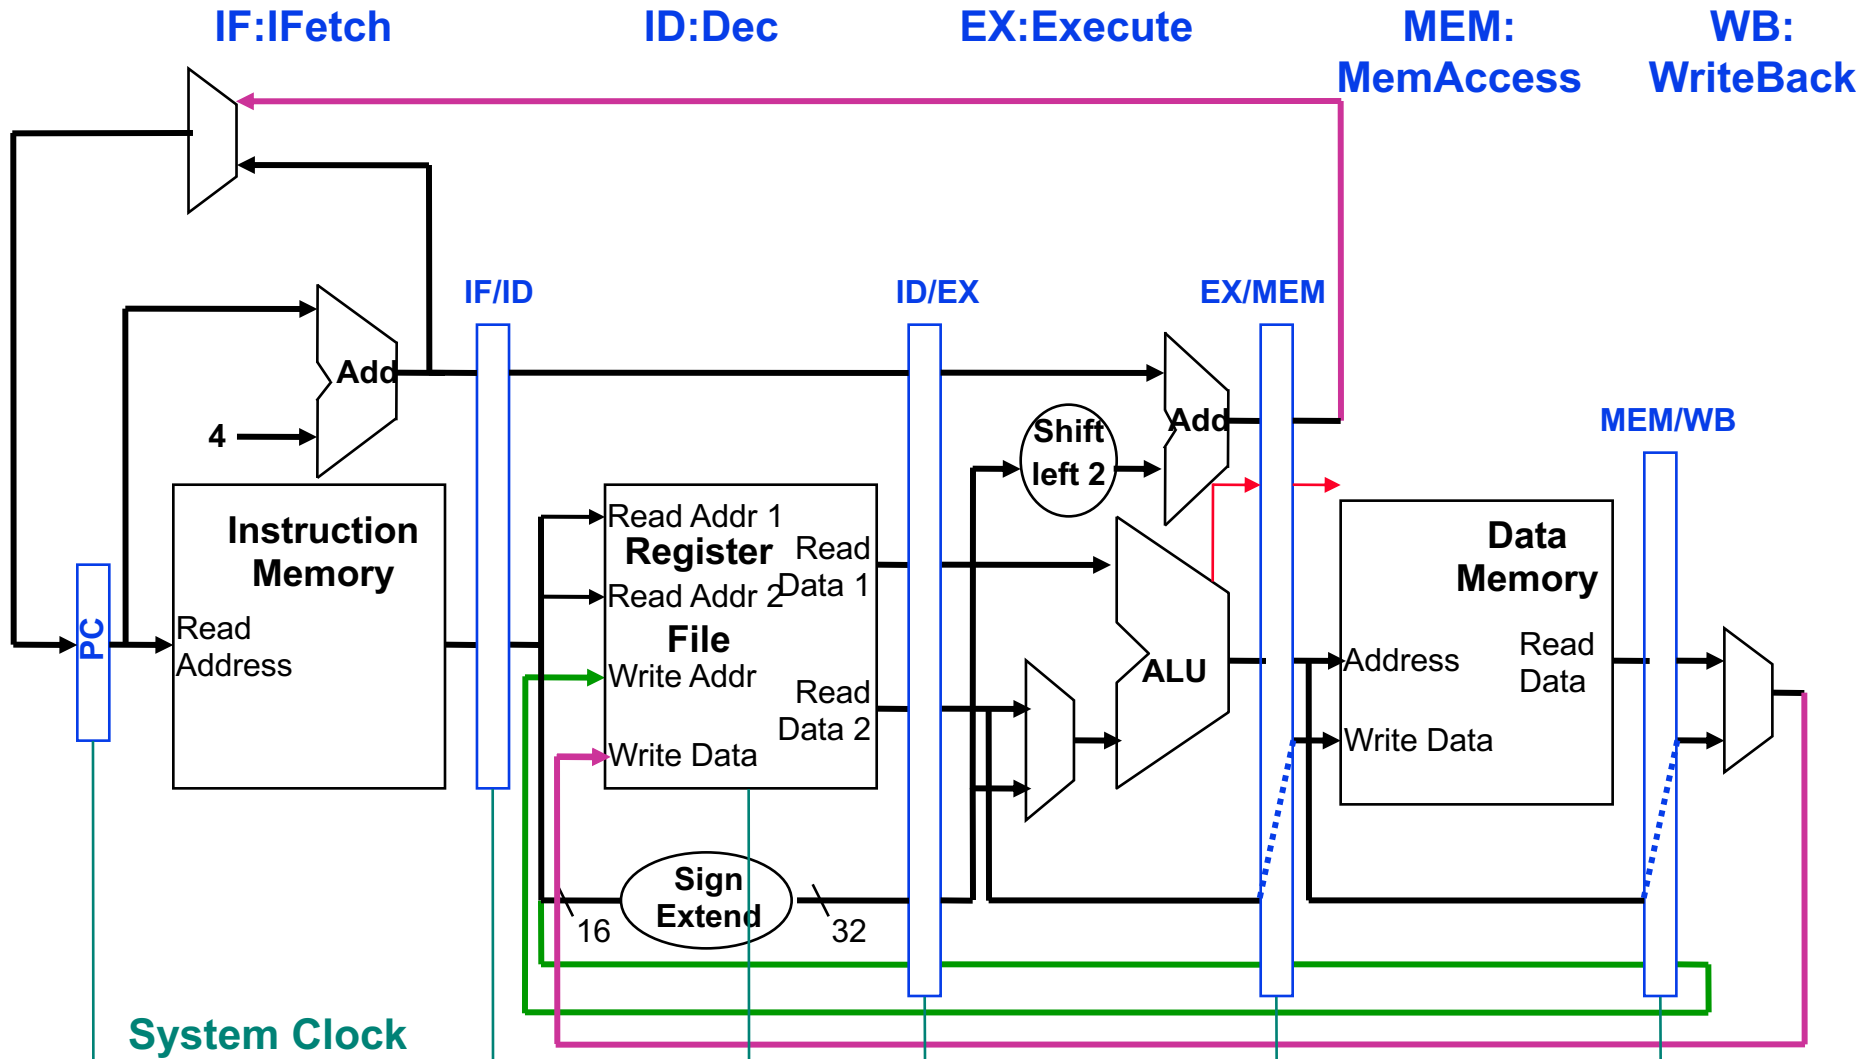 IF:IFetch
ID:Dec
EX:Execute
MEM:
MemAccess
WB:
WriteBack
IF/ID
ID/EX
EX/MEM
MEM/WB
Add
4
Shift
left 2
Add
Instruction
Memory
Read
Address
PC
Read Addr 1
Register
Read Addr 2
File
Write Addr
Write Data
Read
Data 1
Read
Data 2
ALU
Data
Memory
Address
Write Data
Read
Data
Sign
Extend
16
32
System Clock